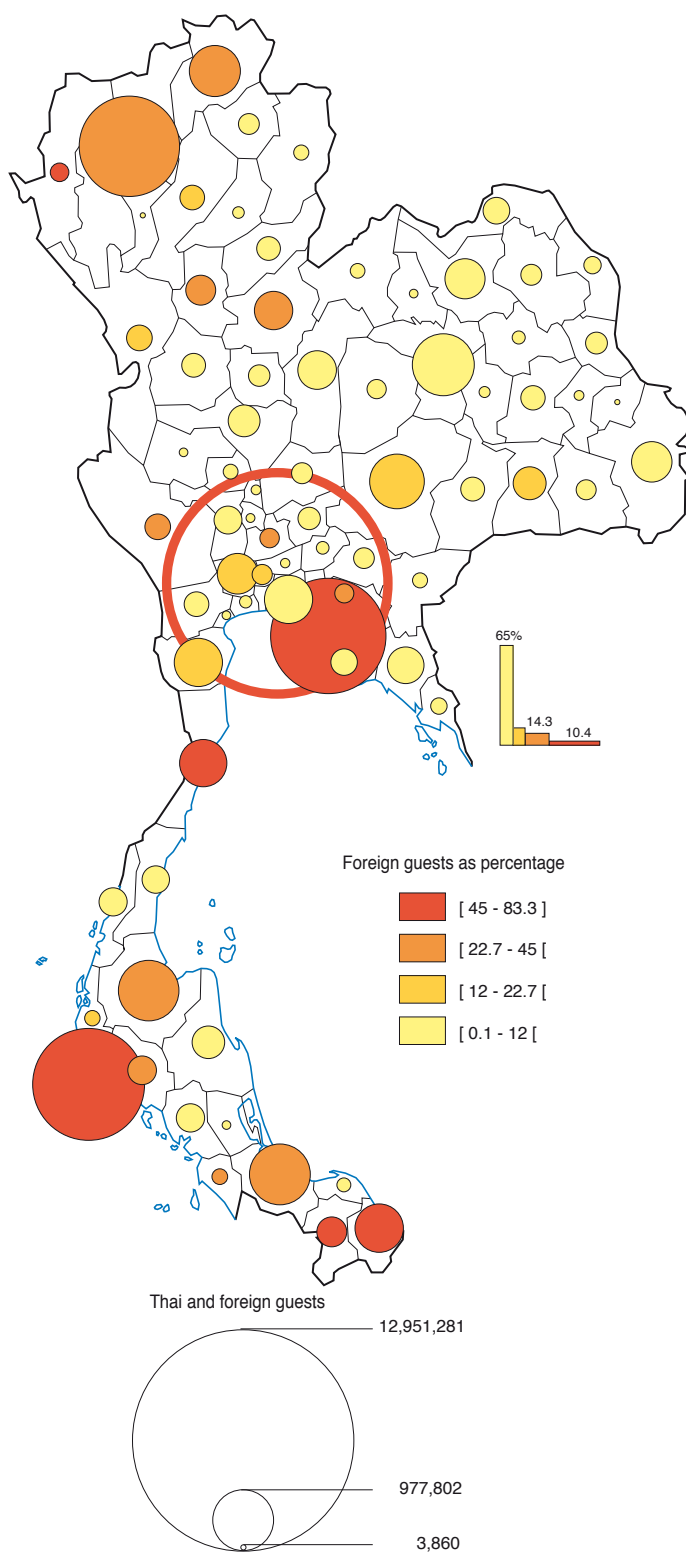 65%
14.3
10.4
Foreign guests as percentage
[ 45 - 83.3 ]
[ 22.7 - 45 [
[ 12 - 22.7 [
[ 0.1 - 12 [
Thai and foreign guests
12,951,281
977,802
3,860